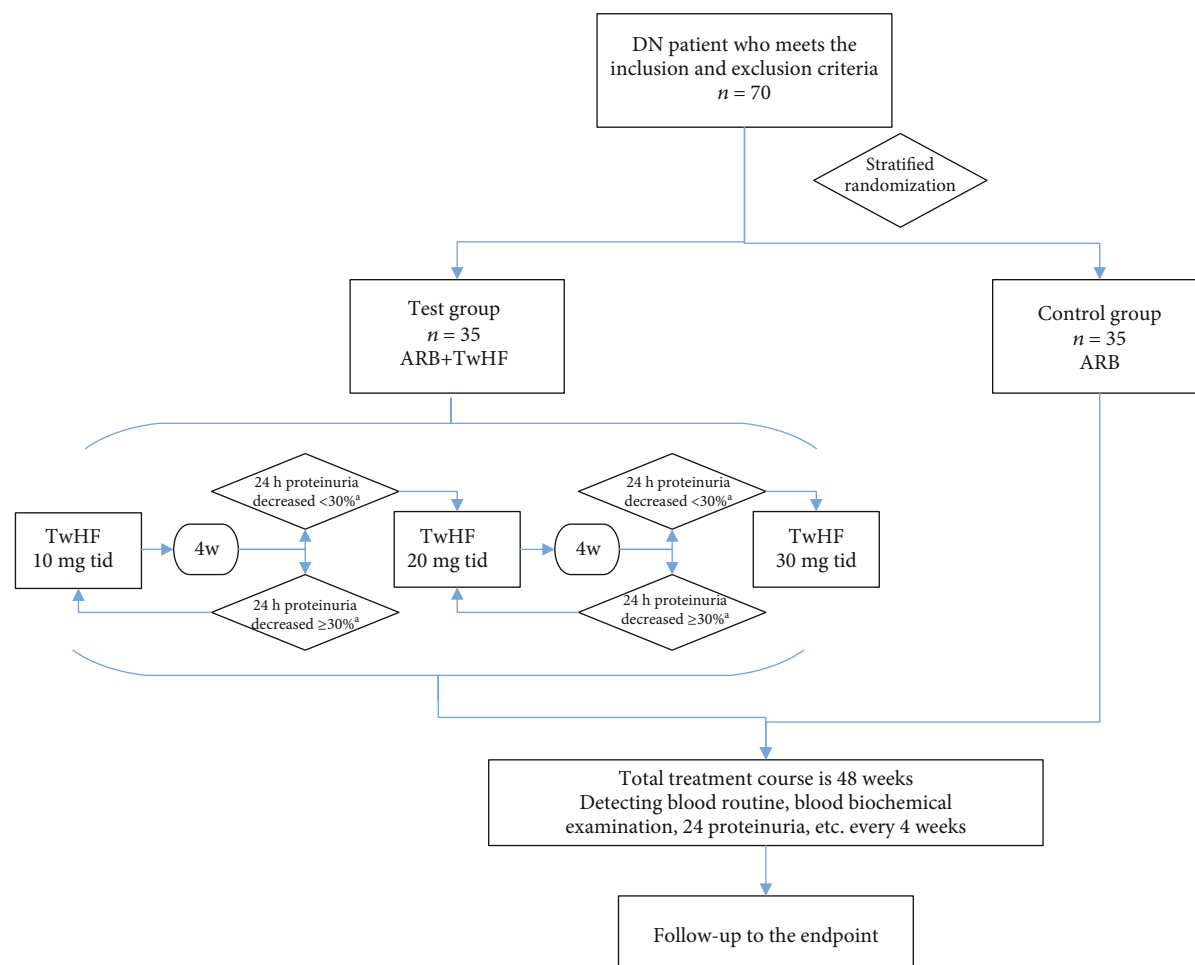 DN patient who meets the
inclusion and exclusion criteria
n = 70
Stratified
randomization
Test group
n = 35
ARB+TwHF
Control group
n = 35
ARB
24 h proteinuria
decreased <30%ᵃ
24 h proteinuria
decreased <30%ᵃ
TwHF
10 mg tid
4w
TwHF
20 mg tid
4w
TwHF
30 mg tid
24 h proteinuria
decreased ≥30%ᵃ
24 h proteinuria
decreased ≥30%ᵃ
Total treatment course is 48 weeks
Detecting blood routine, blood biochemical
examination, 24 proteinuria, etc. every 4 weeks
Follow-up to the endpoint